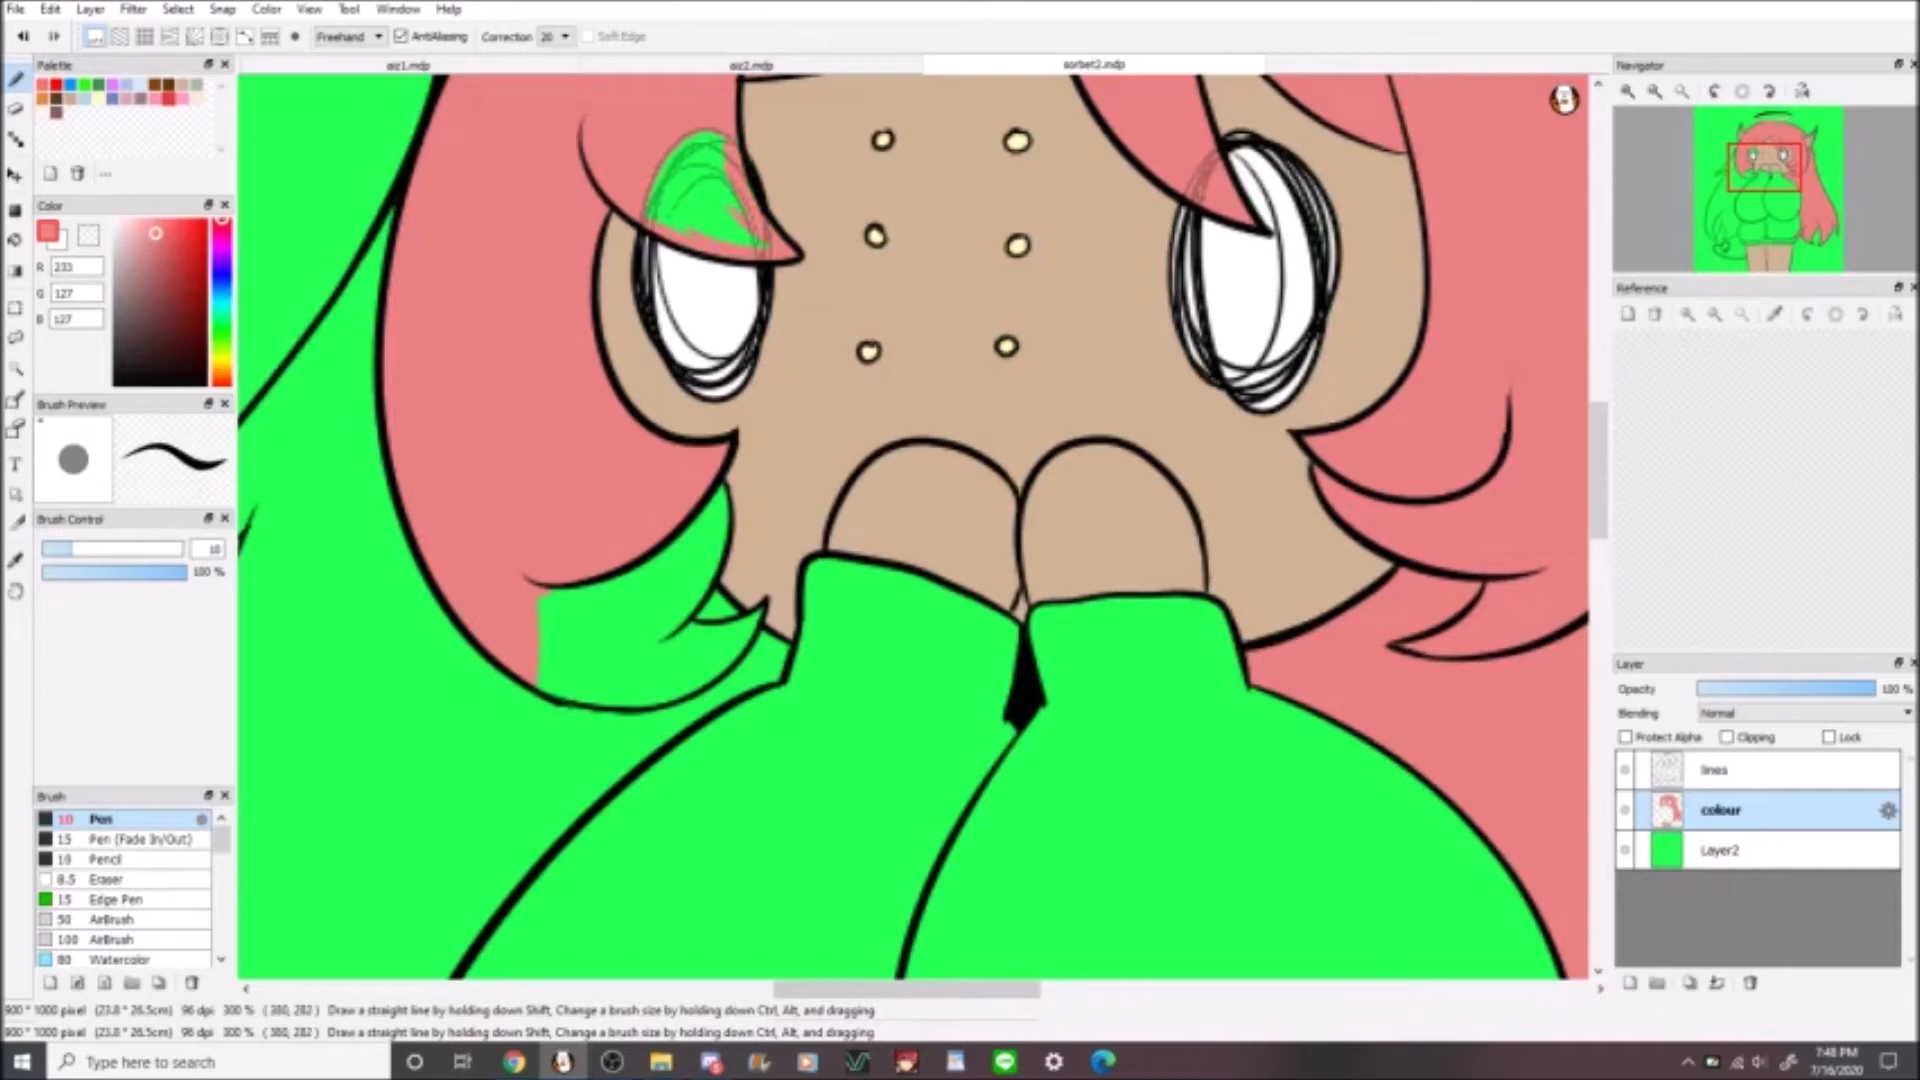 File Edit Layer Filter Select Snap Color View Tool Window Help
Freehand AntiAliasing Correction 20 Soft Edge
Palette
aiz1.mdp aiz2.mdp sorbet2.mdp
Navigator
Color
R 233
G 127
B 127
Reference
Brush Preview
Brush Control
10
100 %
Layer
Opacity 100 %
Blending Normal
Protect Alpha Clipping Lock
lines
colour
Layer2
Brush
10 Pen
15 Pen (Fade In/Out)
10 Pencil
8.5 Eraser
15 Edge Pen
50 AirBrush
100 AirBrush
80 Watercolor
900 * 1000 pixel (23.8 * 26.5cm) 96 dpi 300 % ( 380, 282 ) Draw a straight line by holding down Shift, Change a brush size by holding down Ctrl, Alt, and dragging
900 * 1000 pixel (23.8 * 26.5cm) 96 dpi 300 % ( 380, 282 ) Draw a straight line by holding down Shift, Change a brush size by holding down Ctrl, Alt, and dragging
Type here to search
7:48 PM
7/16/2020